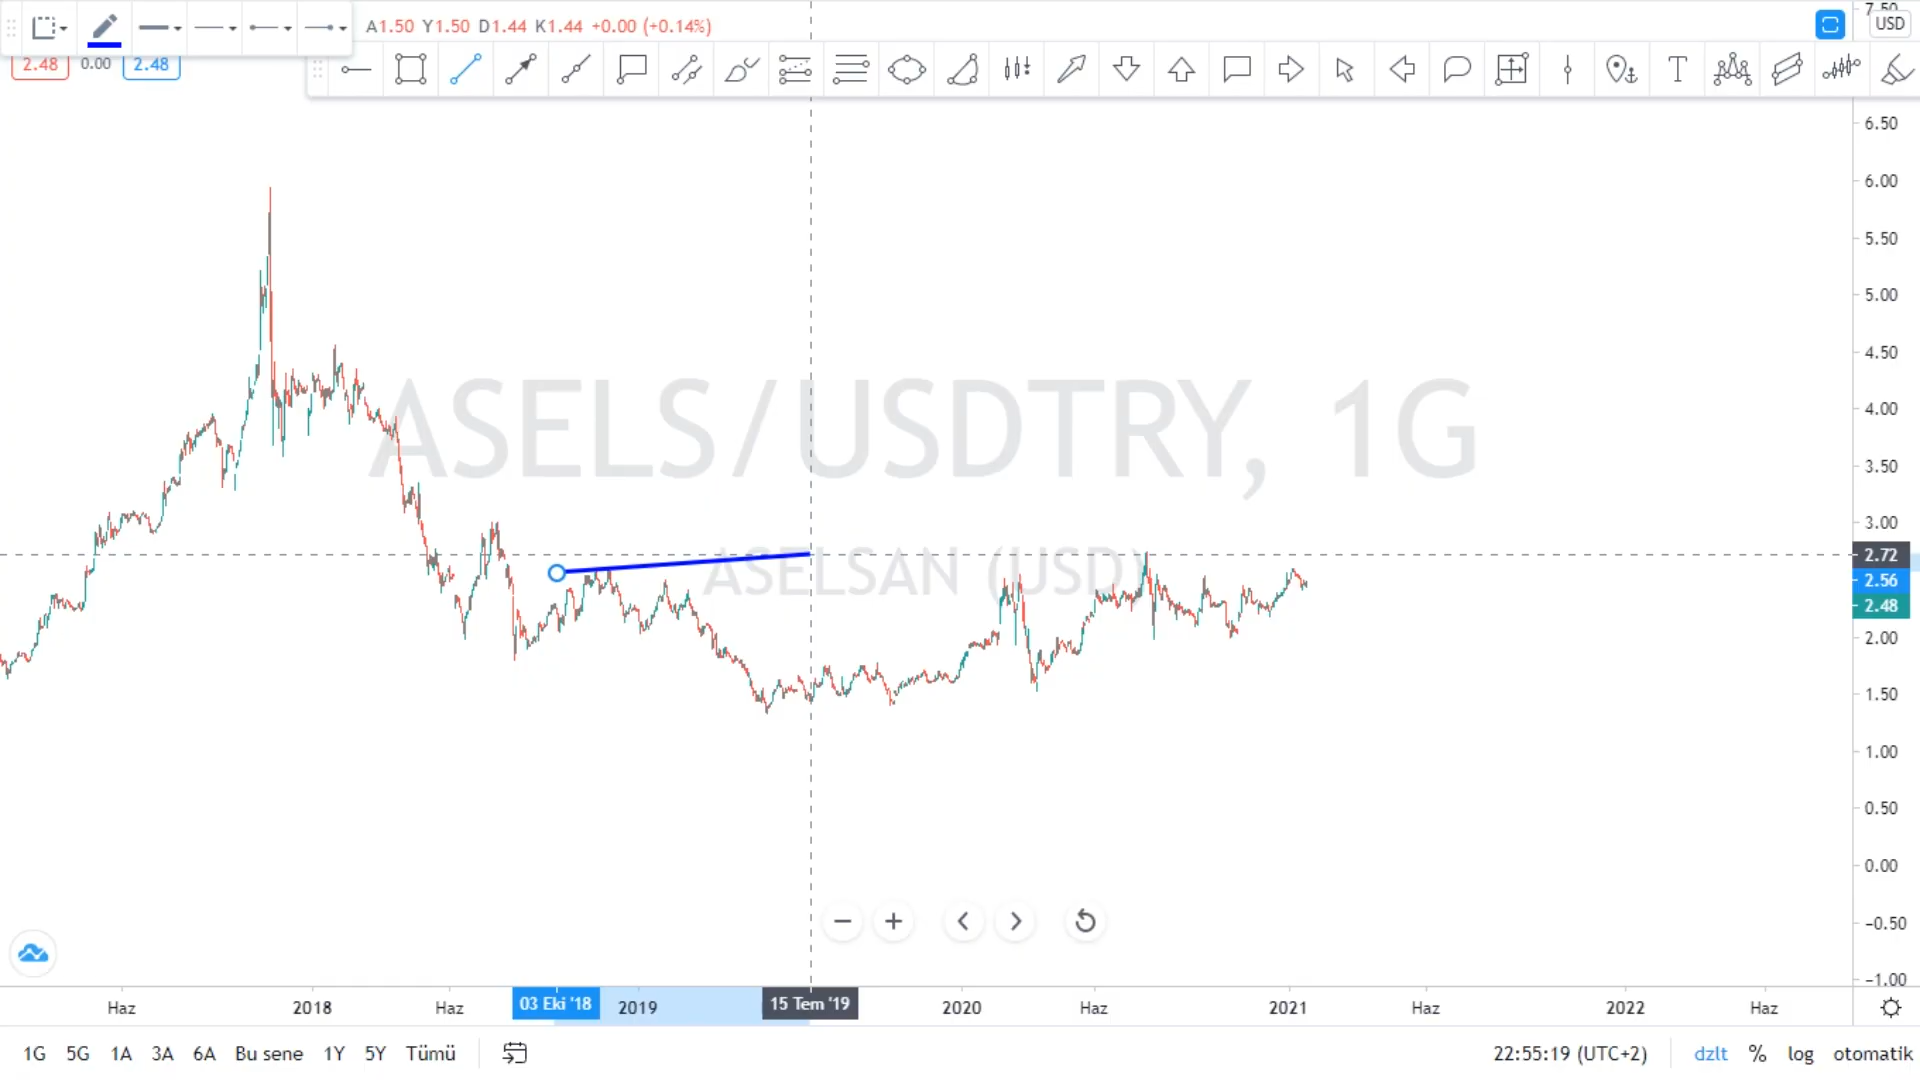 A1.50 Y1.50 D1.44 K1.44 +0.00 (+0.14%)
USD
2.48 0.00 2.48
7.50
6.50
6.00
5.50
5.00
4.50
4.00
3.50
3.00
2.72
2.56
2.48
2.00
1.50
1.00
0.50
0.00
-0.50
-1.00
ASELS/USDTRY, 1G
ASELSAN (USD)
Haz 2018 Haz 03 Eki '18 2019 15 Tem '19 2020 Haz 2021 Haz 2022 Haz
1G 5G 1A 3A 6A Bu sene 1Y 5Y Tümü 22:55:19 (UTC+2) dzlt % log otomatik